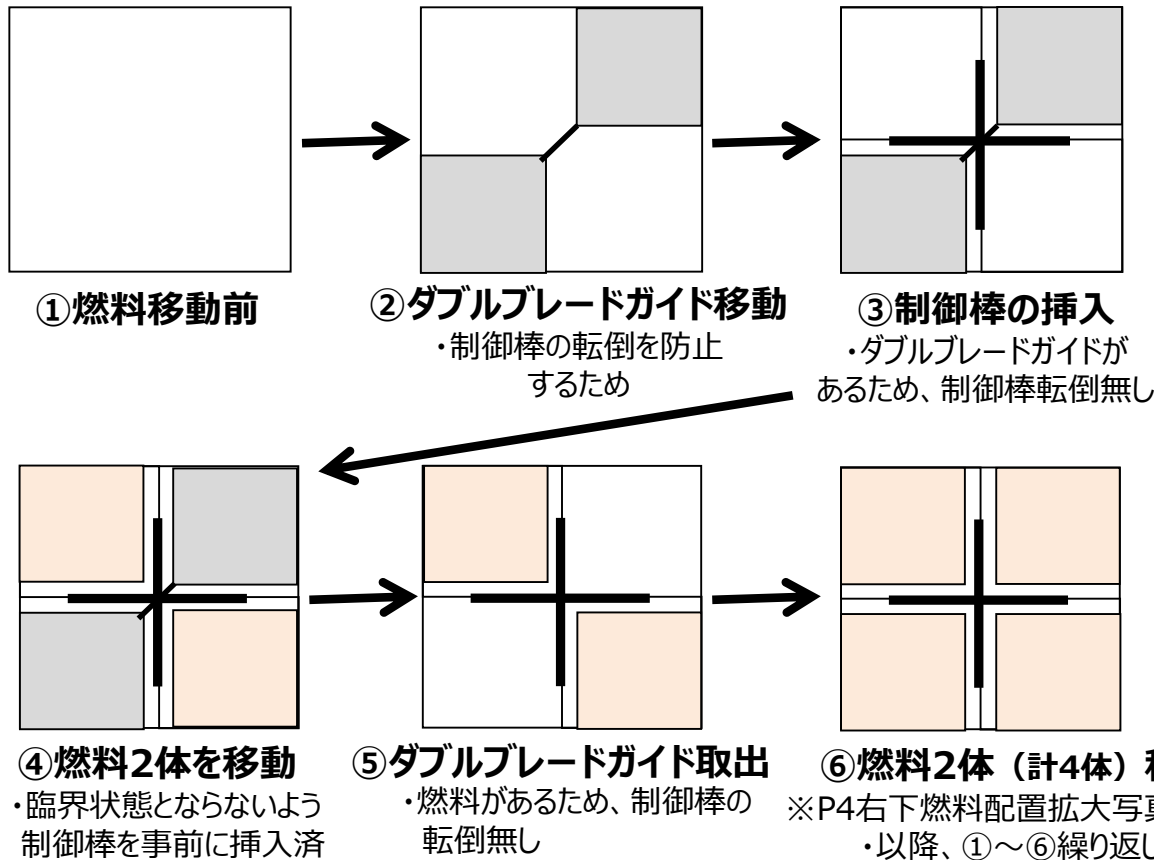 ①燃料移動前
②ダブルブレードガイド移動
・制御棒の転倒を防止
するため
③制御棒の挿入
・ダブルブレードガイドが
あるため、制御棒転倒無し
④燃料2体を移動
・臨界状態とならないよう
制御棒を事前に挿入済
⑤ダブルブレードガイド取出
・燃料があるため、制御棒の
転倒無し
⑥燃料2体（計4体）
※P4右下燃料配置拡大写真
・以降、①～⑥繰り返し